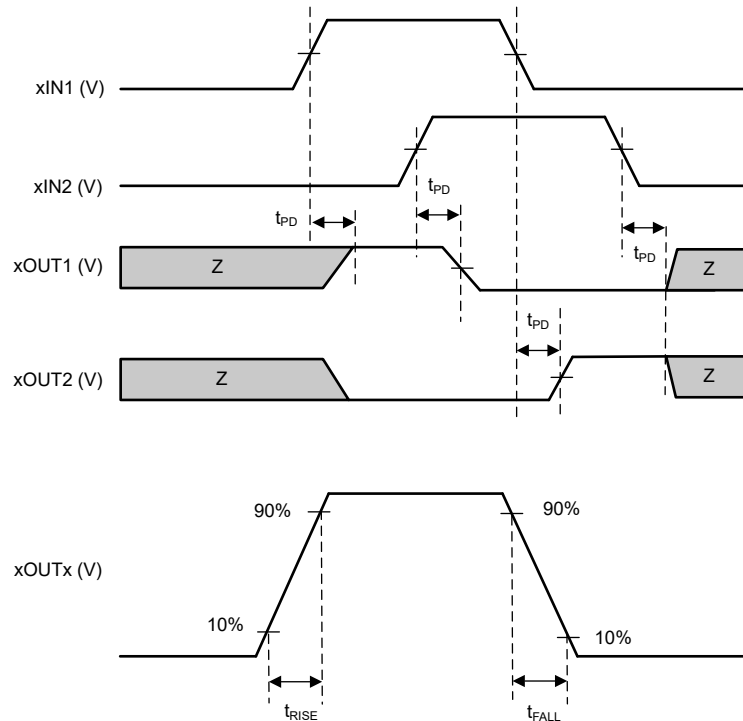 xIN1 (V)
xIN2 (V)
tPD
tPD
xOUT1 (V)
Z
tPD
Z
tPD
xOUT2 (V)
Z
Z
90%
90%
xOUTx (V)
10%
10%
tRISE
tFALL